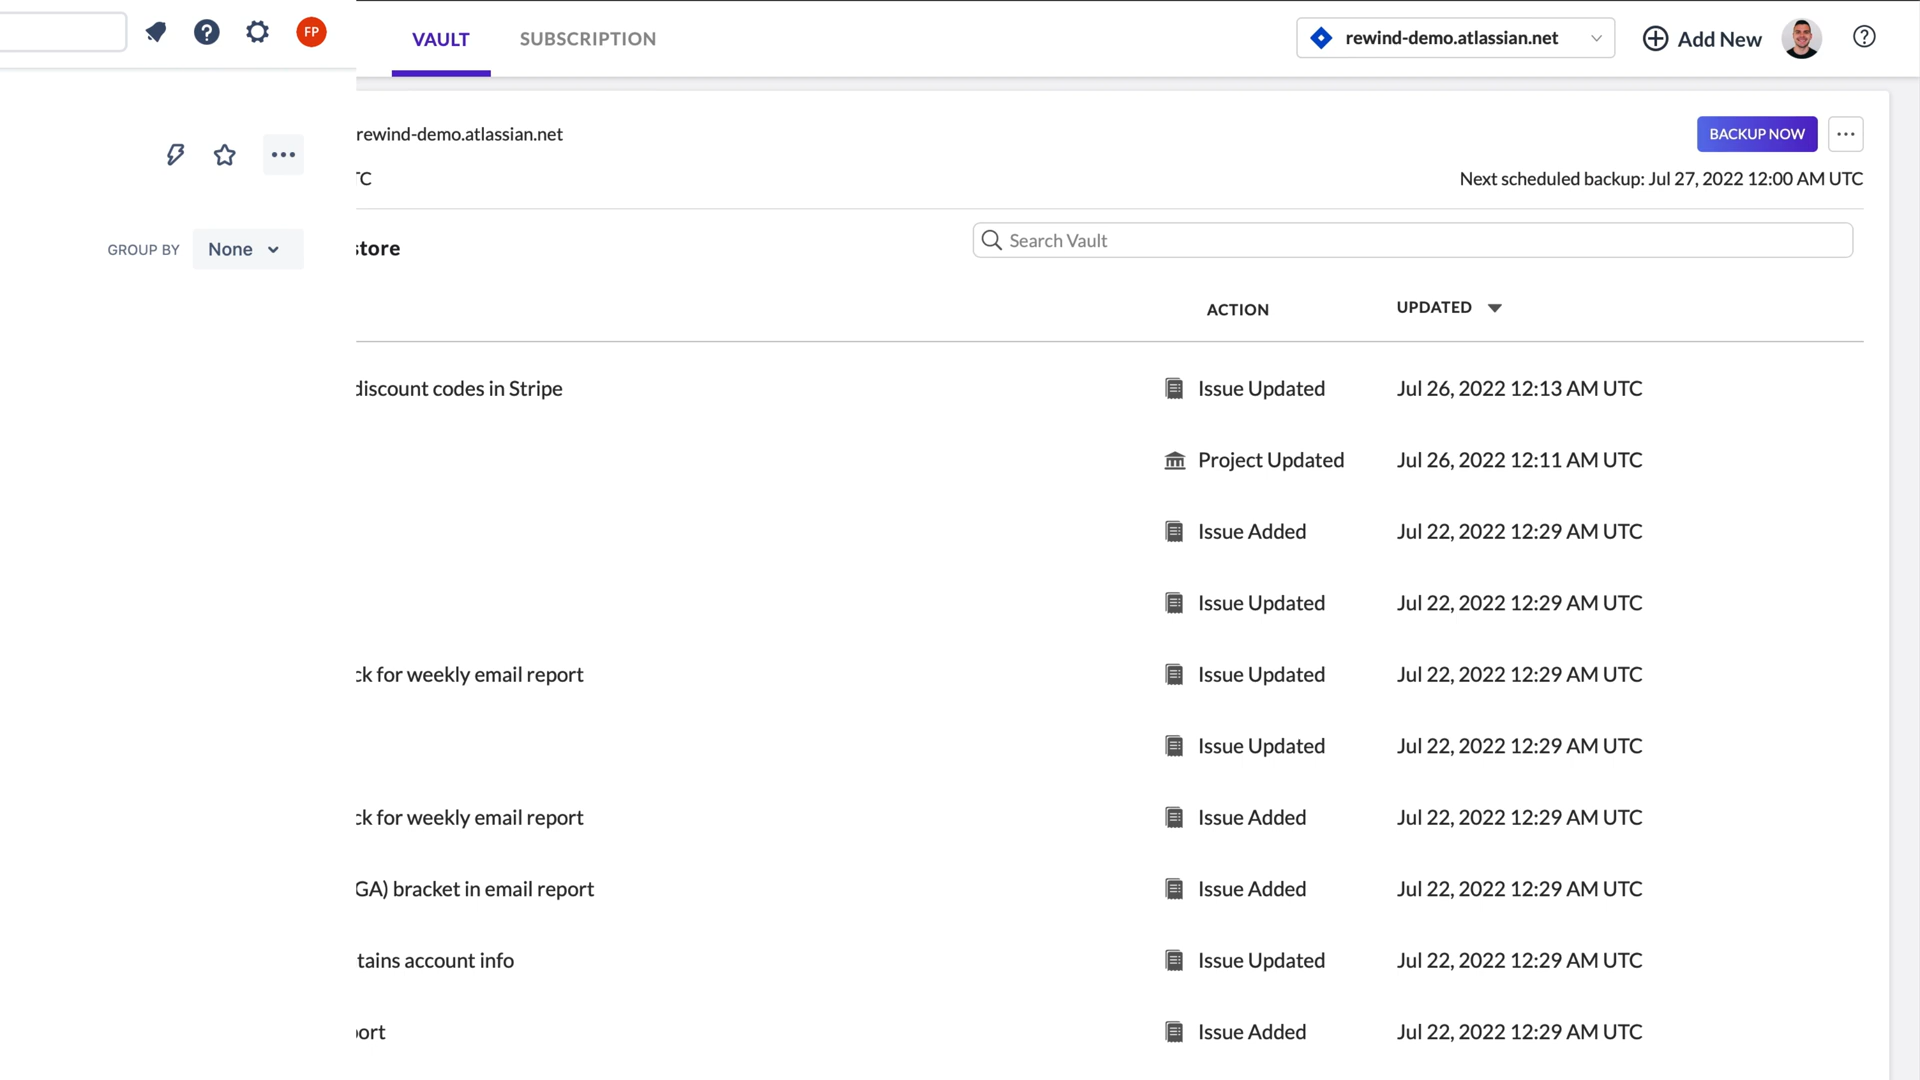 FP
VAULT
SUBSCRIPTION
rewind-demo.atlassian.net
Add New
rewind-demo.atlassian.net
BACKUP NOW
Next scheduled backup: Jul 27, 2022 12:00 AM UTC
GROUP BY
None
Search Vault
ACTION
UPDATED
discount codes in Stripe
Issue Updated
Jul 26, 2022 12:13 AM UTC
Project Updated
Jul 26, 2022 12:11 AM UTC
Issue Added
Jul 22, 2022 12:29 AM UTC
Issue Updated
Jul 22, 2022 12:29 AM UTC
for weekly email report
Issue Updated
Jul 22, 2022 12:29 AM UTC
Issue Updated
Jul 22, 2022 12:29 AM UTC
for weekly email report
Issue Added
Jul 22, 2022 12:29 AM UTC
GA) bracket in email report
Issue Added
Jul 22, 2022 12:29 AM UTC
account info
Issue Updated
Jul 22, 2022 12:29 AM UTC
Issue Added
Jul 22, 2022 12:29 AM UTC